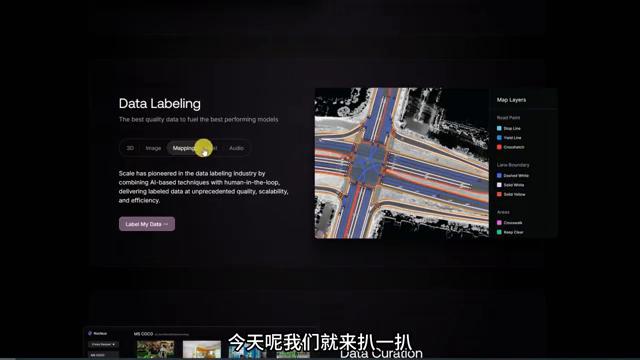 Data Labeling
The best quality data to fuel the best performing models
3D
Image
Mapping
Audio
Scale has pioneered in the data labeling industry by
combining AI-based techniques with human-in-the-loop,
delivering labeled data at unprecedented quality, scalability,
and efficiency.
Label My Data →
Map Layers
Road Paint
Stop Line
Yield Line
Crosshatch
Lane Boundary
Dashed White
Solid White
Solid Yellow
Areas
Crosswalk
Keep Clear
Nucleus
MS COCO
Data Curation
今天呢我们就来扒一扒